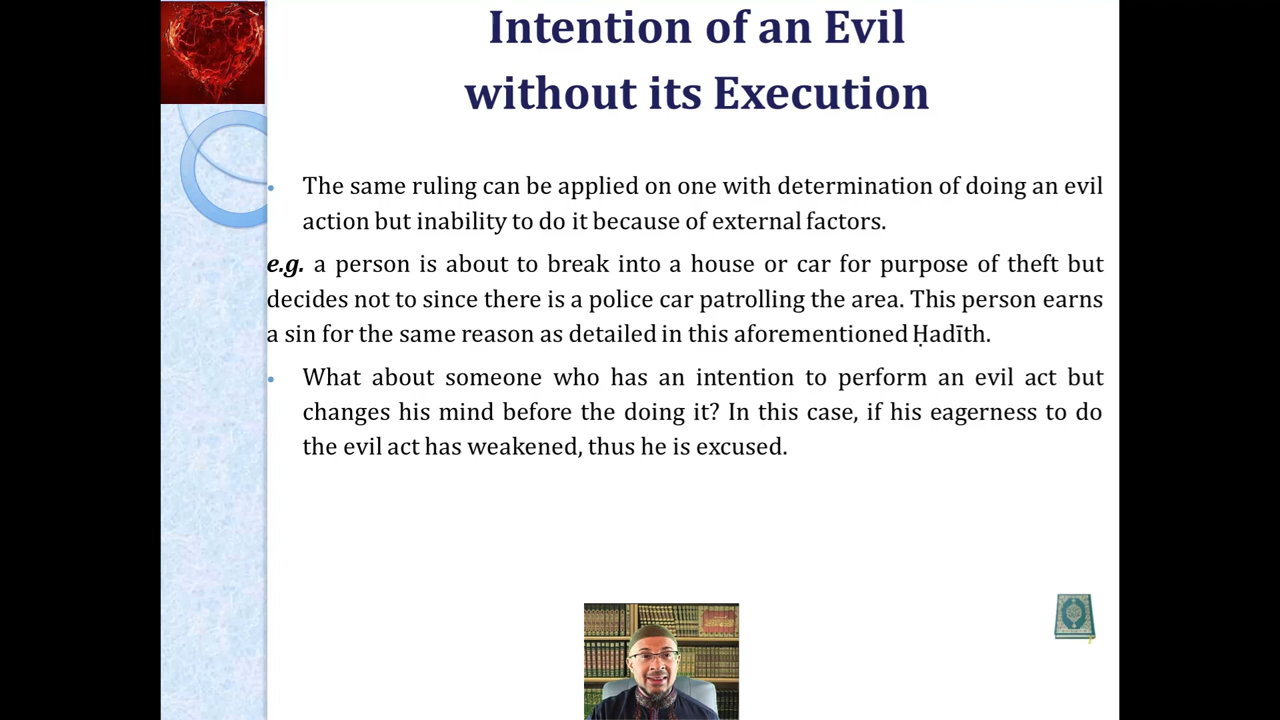 Intention of an Evil
without its Execution
• The same ruling can be applied on one with determination of doing an evil
action but inability to do it because of external factors.
e.g. a person is about to break into a house or car for purpose of theft but
decides not to since there is a police car patrolling the area. This person earns
a sin for the same reason as detailed in this aforementioned Ḥadīth.
• What about someone who has an intention to perform an evil act but
changes his mind before the doing it? In this case, if his eagerness to do
the evil act has weakened, thus he is excused.